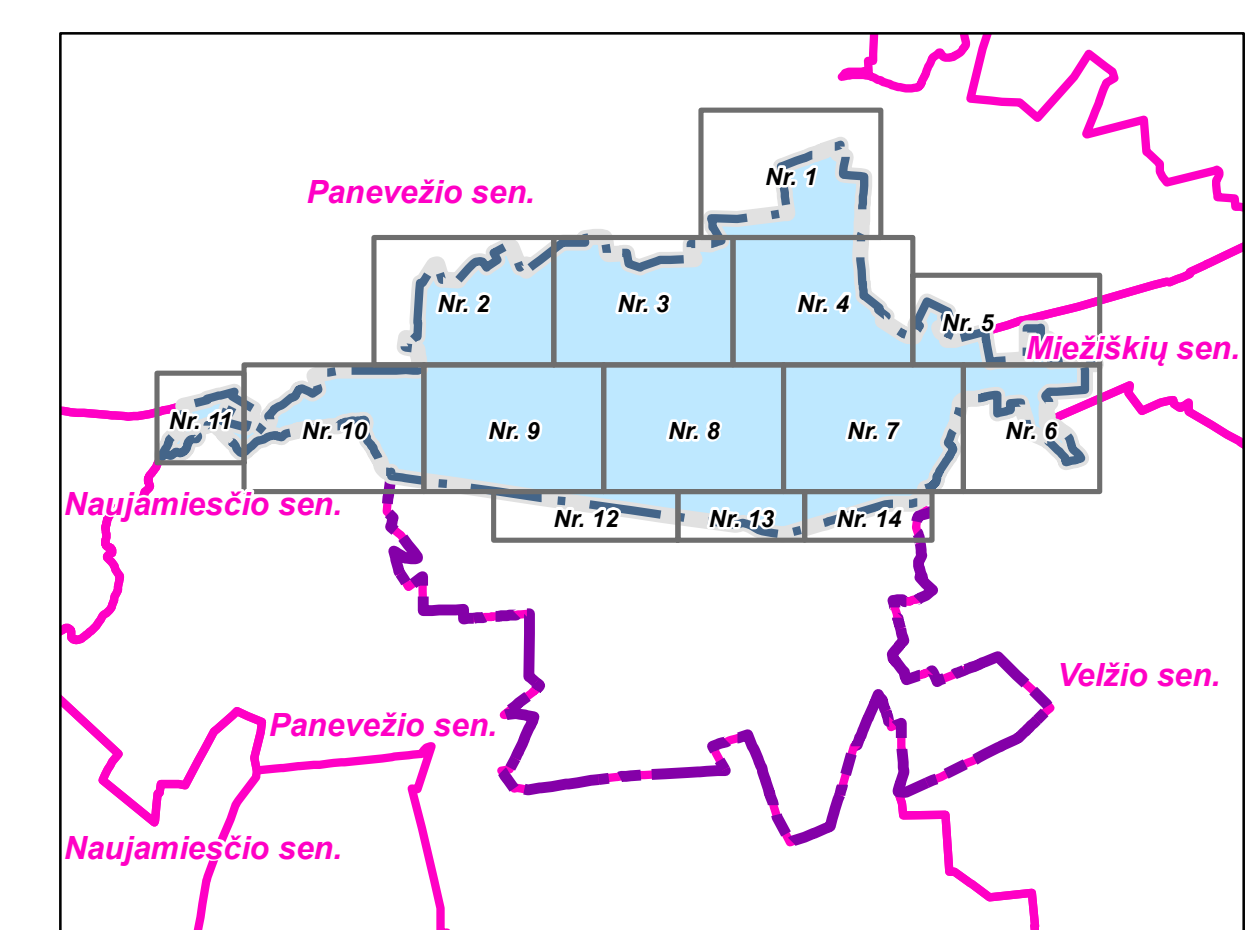 Nr. 1
Panevėžio sen.
Nr. 2
Nr. 3
Nr. 4
Nr. 5
Miežiškių sen.
Nr. 11
Nr. 10
Nr. 9
Nr. 8
Nr. 7
Nr. 6
Naujamiesčio sen.
Nr. 12
Nr. 13
Nr. 14
Velžio sen.
Panevėžio sen.
Naujamiesčio sen.